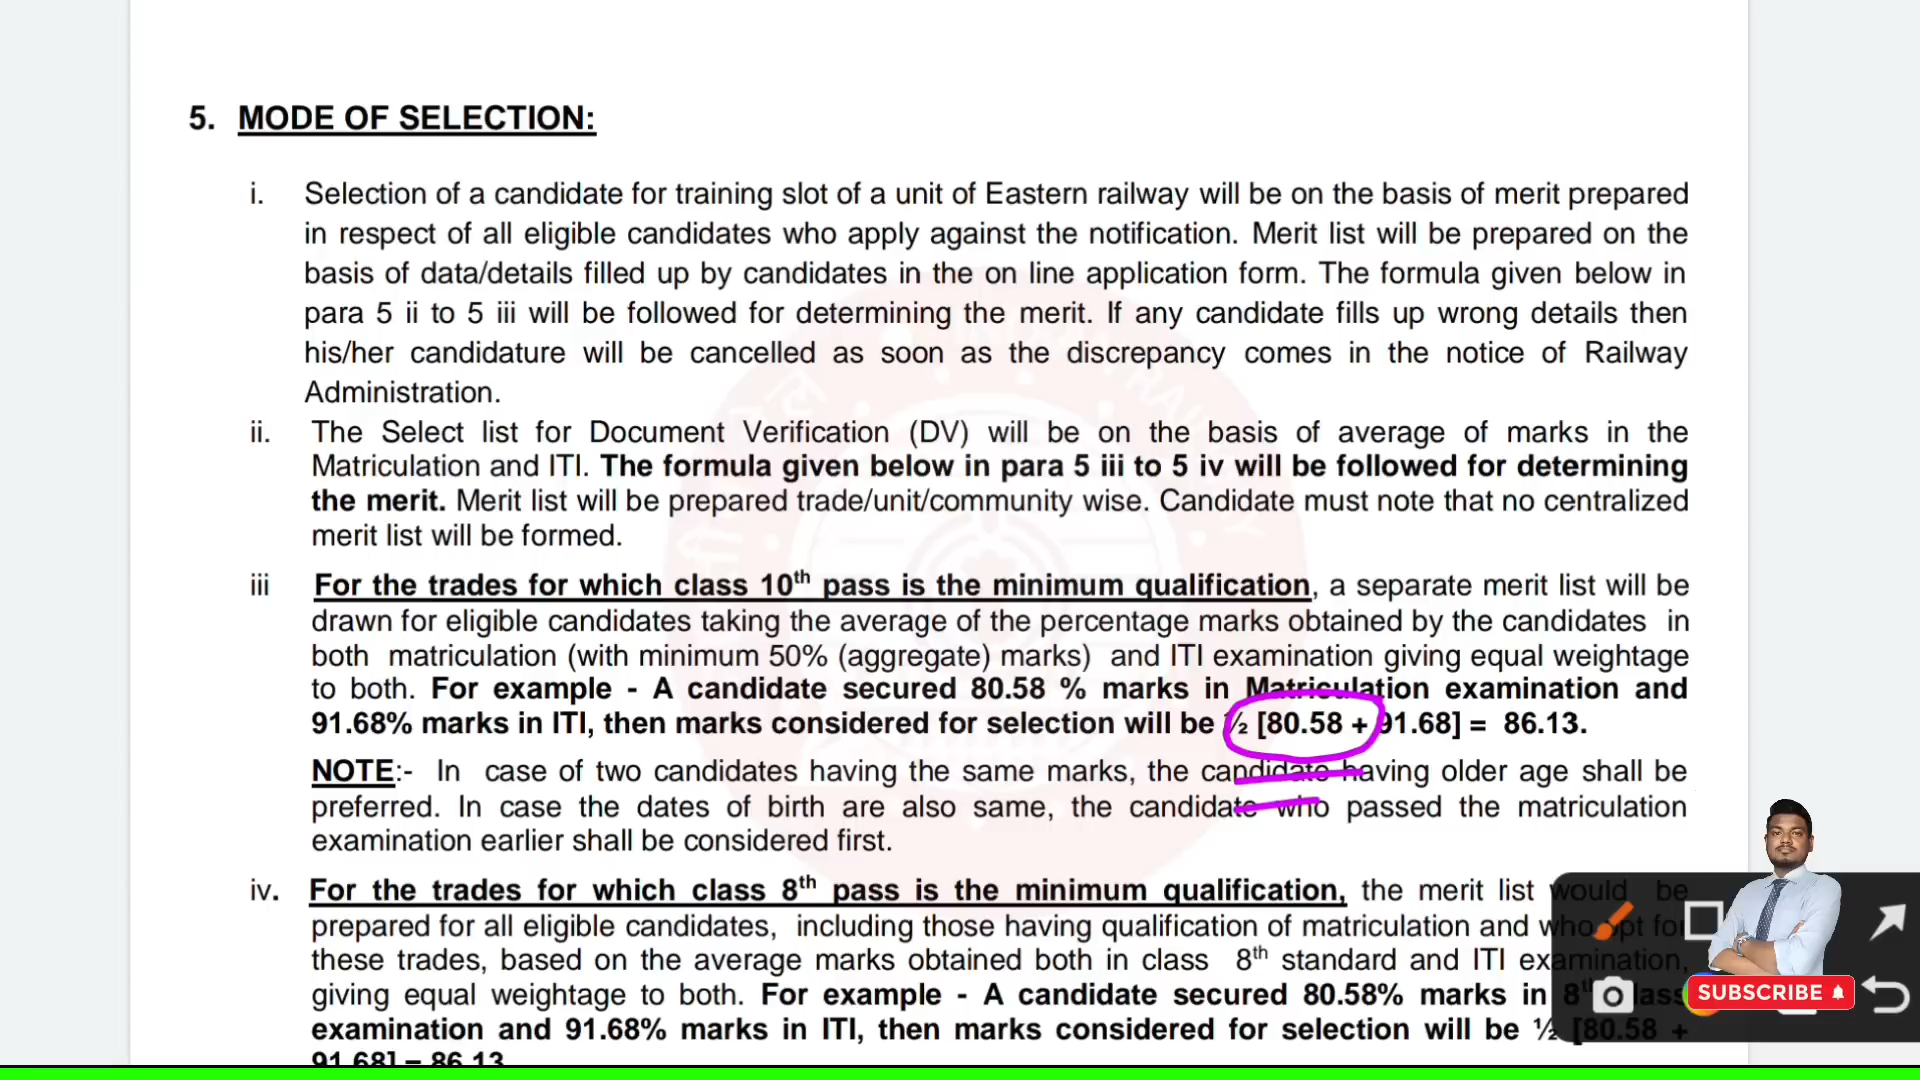 5. MODE OF SELECTION:
i. Selection of a candidate for training slot of a unit of Eastern railway will be on the basis of merit prepared
in respect of all eligible candidates who apply against the notification. Merit list will be prepared on the
basis of data/details filled up by candidates in the on line application form. The formula given below in
para 5 ii to 5 iii will be followed for determining the merit. If any candidate fills up wrong details then
his/her candidature will be cancelled as soon as the discrepancy comes in the notice of Railway
Administration.
ii. The Select list for Document Verification (DV) will be on the basis of average of marks in the
Matriculation and ITI. The formula given below in para 5 iii to 5 iv will be followed for determining
the merit. Merit list will be prepared trade/unit/community wise. Candidate must note that no centralized
merit list will be formed.
iii For the trades for which class 10th pass is the minimum qualification, a separate merit list will be
drawn for eligible candidates taking the average of the percentage marks obtained by the candidates in
both matriculation (with minimum 50% (aggregate) marks) and ITI examination giving equal weightage
to both. For example - A candidate secured 80.58 % marks in Matriculation examination and
91.68% marks in ITI, then marks considered for selection will be ½ [80.58 + 91.68] = 86.13.
NOTE:- In case of two candidates having the same marks, the candidate having older age shall be
preferred. In case the dates of birth are also same, the candidate who passed the matriculation
examination earlier shall be considered first.
iv. For the trades for which class 8th pass is the minimum qualification, the merit list would be
prepared for all eligible candidates, including those having qualification of matriculation and who opt for
these trades, based on the average marks obtained both in class 8th standard and ITI examination,
giving equal weightage to both. For example - A candidate secured 80.58% marks in 8th class
examination and 91.68% marks in ITI, then marks considered for selection will be ½ [80.58 +
91.68] = 86.13
SUBSCRIBE